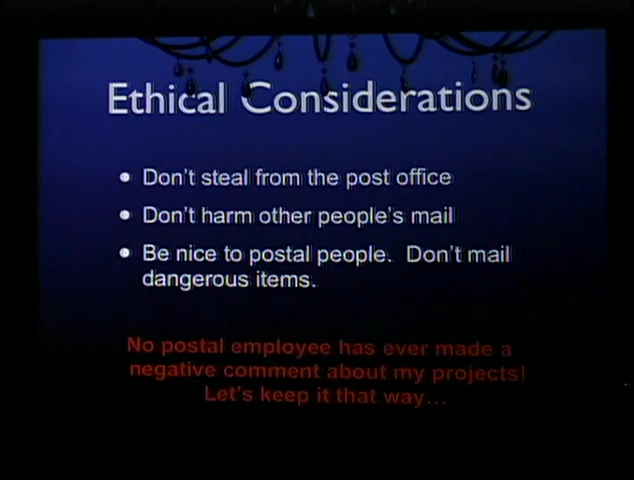 Ethical Considerations
Don't steal from the post office
Don't harm other people's mail
Be nice to postal people. Don't mail
dangerous items.
No postal employee has ever made a
negative comment about my projects!
Let's keep it that way...